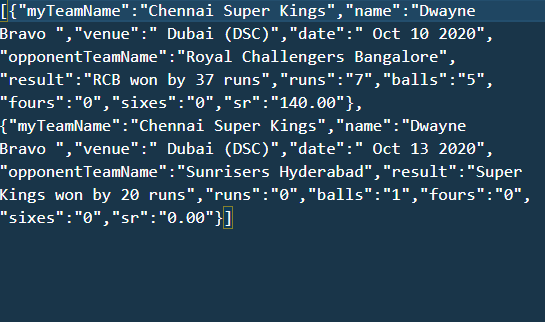 [{"myTeamName":"Chennai Super Kings","name":"Dwayne
Bravo ","venue":" Dubai (DSC)","date":" Oct 10 2020",
"opponentTeamName":"Royal Challengers Bangalore",
"result":"RCB won by 37 runs","runs":"7","balls":"5",
"fours":"0","sixes":"0","sr":"140.00"},
{"myTeamName":"Chennai Super Kings","name":"Dwayne
Bravo ","venue":" Dubai (DSC)","date":" Oct 13 2020",
"opponentTeamName":"Sunrisers Hyderabad","result":"Super
Kings won by 20 runs","runs":"0","balls":"1","fours":"0",
"sixes":"0","sr":"0.00"}]